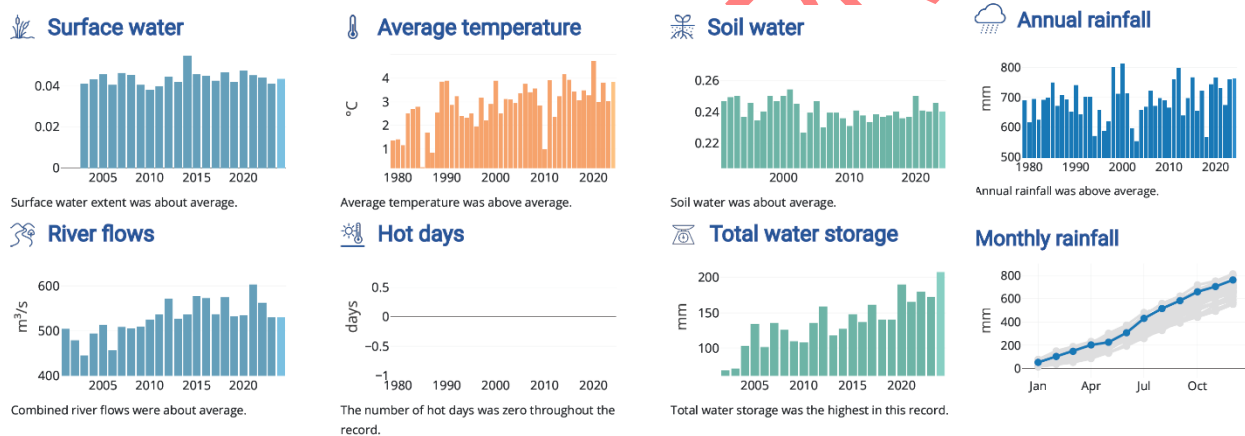 Surface water
0.04
0.02
0
2005 2010 2015 2020
Surface water extent was about average.
Average temperature
°C
4
3
2
1
1980 1990 2000 2010 2020
Average temperature was above average.
Soil water
0.26
0.24
0.22
2000 2010 2020
Soil water was about average.
Annual rainfall
mm
800
700
600
500
1980 1990 2000 2010 2020
Annual rainfall was above average.
River flows
m³/s
600
500
400
2005 2010 2015 2020
Combined river flows were about average.
Hot days
days
0.5
0
−0.5
−1
1980 1990 2000 2010 2020
The number of hot days was zero throughout the
record.
Total water storage
mm
200
150
100
2005 2010 2015 2020
Total water storage was the highest in this record.
Monthly rainfall
mm
800
600
400
200
0
Jan Apr Jul Oct